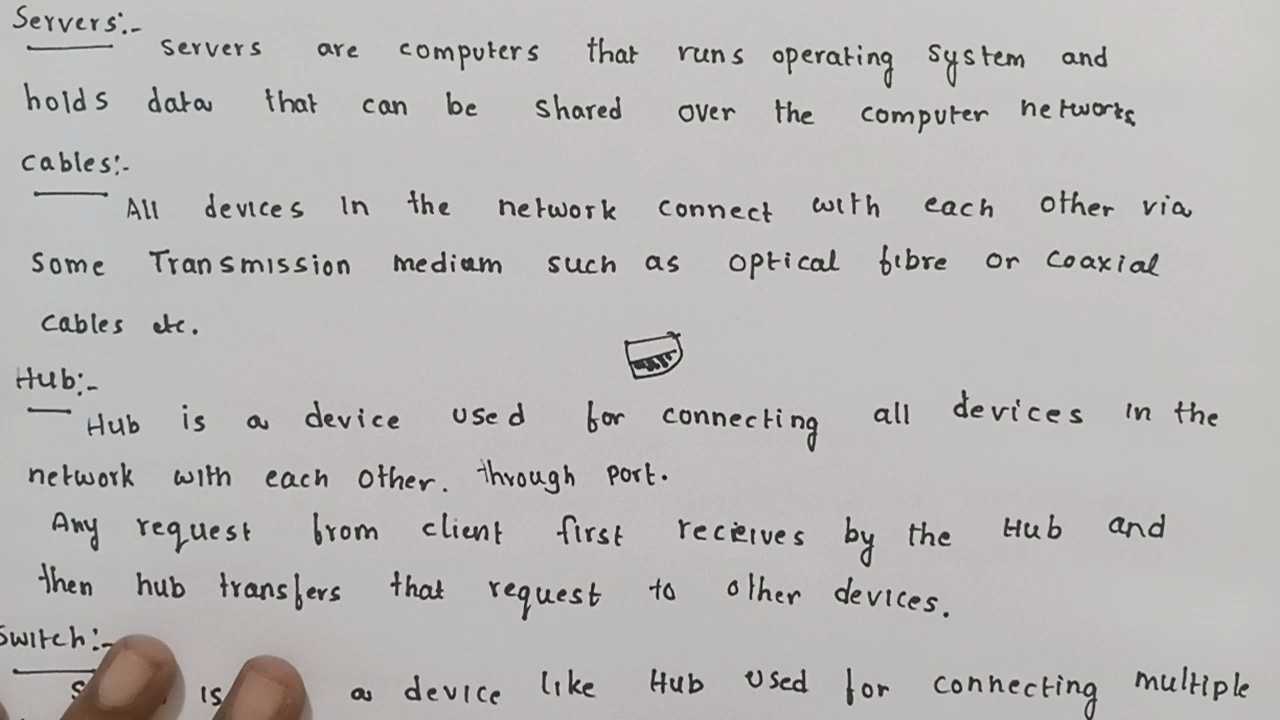 Servers:-
servers are computers that runs operating system and
holds data that can be shared over the computer networks
cables:-
All devices in the network connect with each other via
some Transmission medium such as optical fibre or coaxial
cables etc.
Hub:-
Hub is a device used for connecting all devices in the
network with each other. through port.
Any request from client first receives by the Hub and
then hub transfers that request to other devices.
Switch:-
is a device like Hub used for connecting multiple